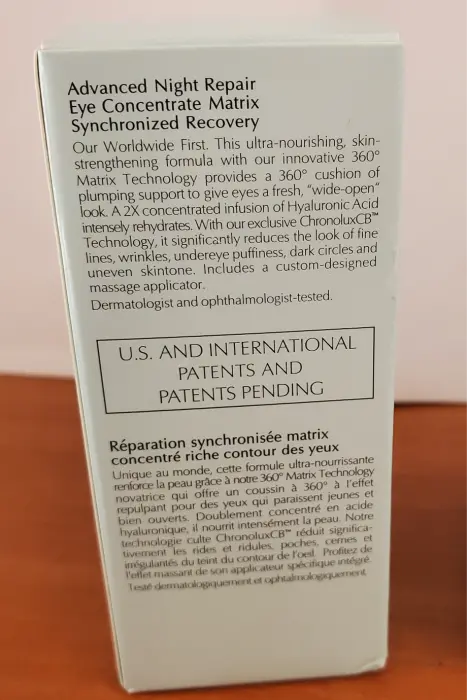 Advanced Night Repair
Eye Concentrate Matrix
Synchronized Recovery
Our Worldwide First. This ultra-nourishing, skin-
strengthening formula with our innovative 360°
Matrix Technology provides a 360° cushion of
plumping support to give eyes a fresh, "wide-open"
look. A 2X concentrated infusion of Hyaluronic Acid
intensely rehydrates. With our exclusive ChronoluxCB™
Technology, it significantly reduces the look of fine
lines, wrinkles, undereye puffiness, dark circles and
uneven skintone. Includes a custom-designed
massage applicator.
Dermatologist and ophthalmologist-tested.
U.S. AND INTERNATIONAL
PATENTS AND
PATENTS PENDING
Réparation synchronisée matrix
concentré riche contour des yeux
Unique au monde, cette formule ultra-nourrissante
renforce la peau grâce à notre 360° Matrix Technology
novatrice qui offre un coussin à 360° à l'effet
repulpant pour des yeux qui paraissent jeunes et
bien ouverts. Doublement concentré en acide
hyaluronique, il nourrit intensément la peau. Notre
technologie culte ChronoluxCB™ réduit significa-
tivement les rides et ridules, poches, cernes et
irrégularités du teint du contour de l'oeil. Profitez de
l'effet massant de son applicateur spécifique intégré.
Testé dermatologiquement et ophtalmologiquement.